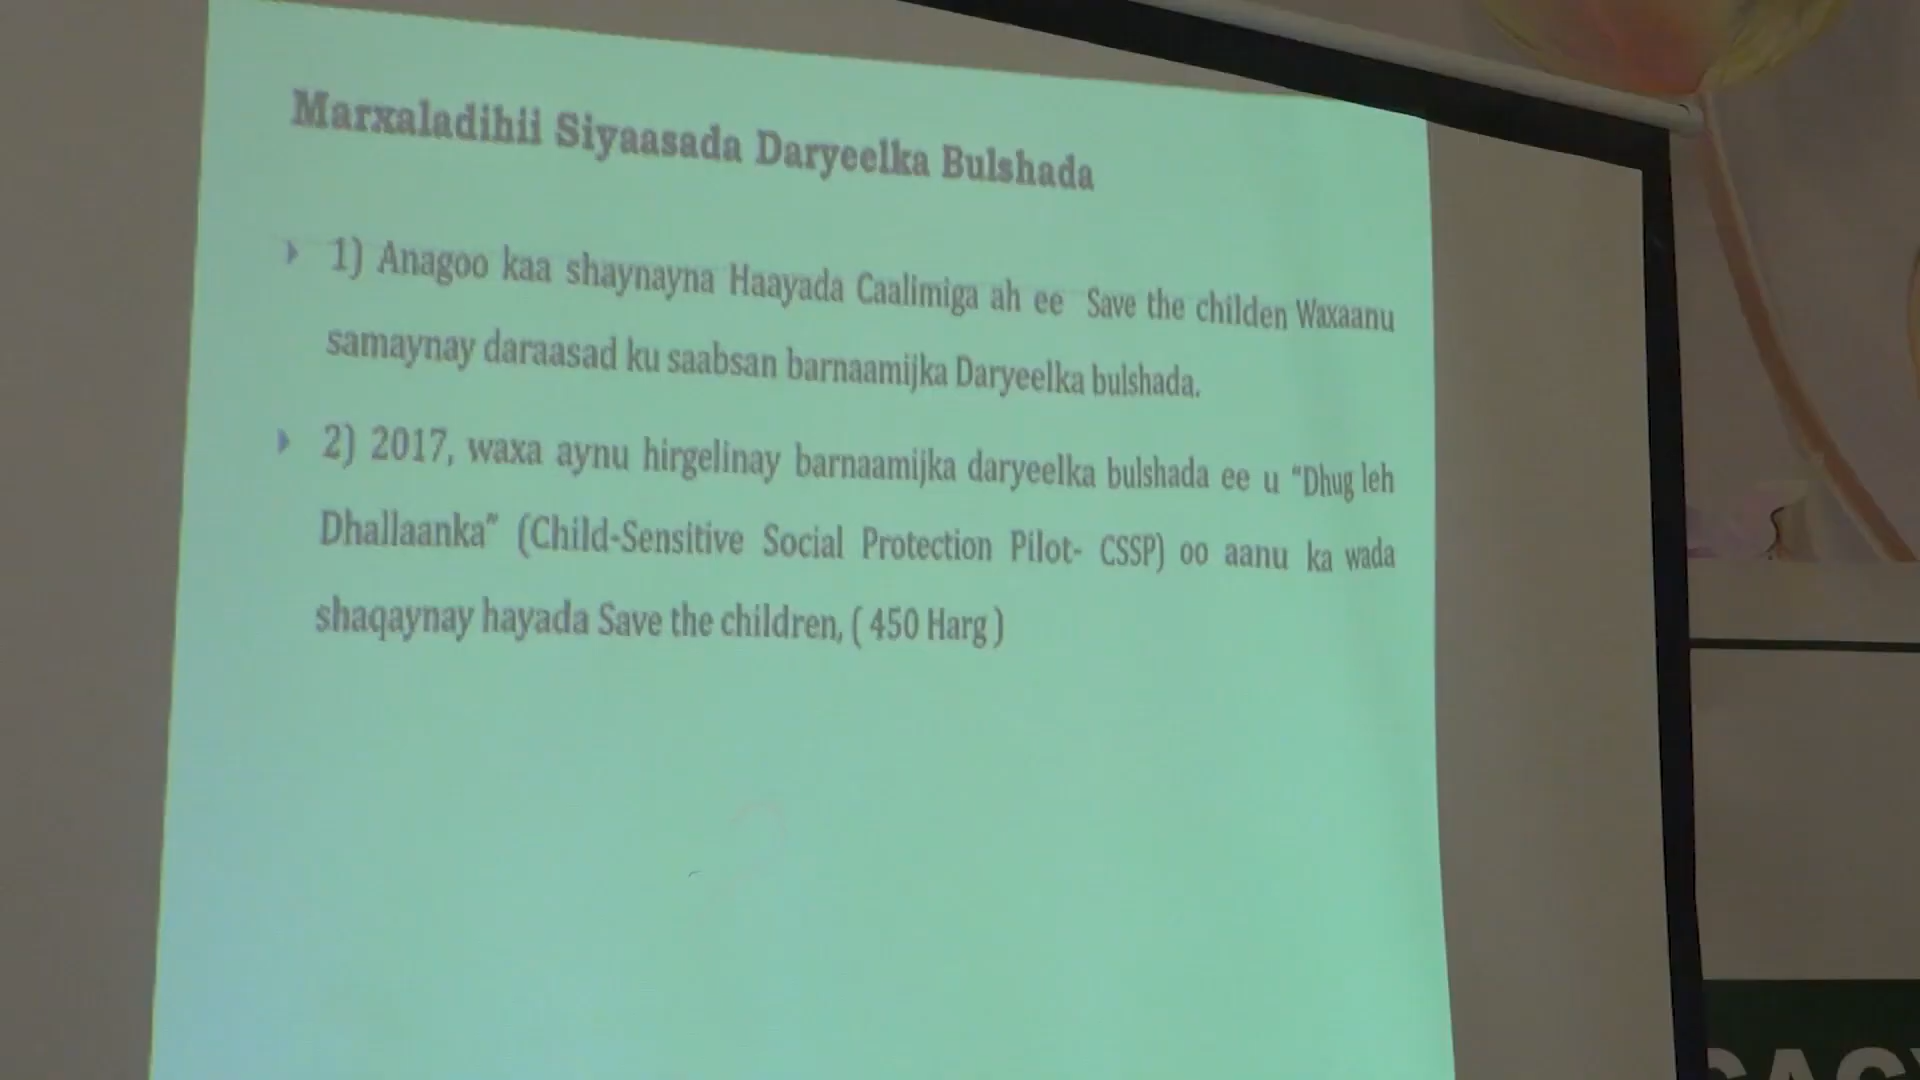 Marxaladihii Siyaasada Daryeelka Bulshada
1) Anagoo kaa shaynayna Haayada Caalimiga ah ee Save the childen Waxaanu
samaynay daraasad ku saabsan barnaamijka Daryeelka bulshada.
2) 2017, waxa aynu hirgelinay barnaamijka daryeelka bulshada ee u “Dhug leh
Dhallaanka” (Child-Sensitive Social Protection Pilot- CSSP) oo aanu ka wada
shaqaynay hayada Save the children, ( 450 Harg )